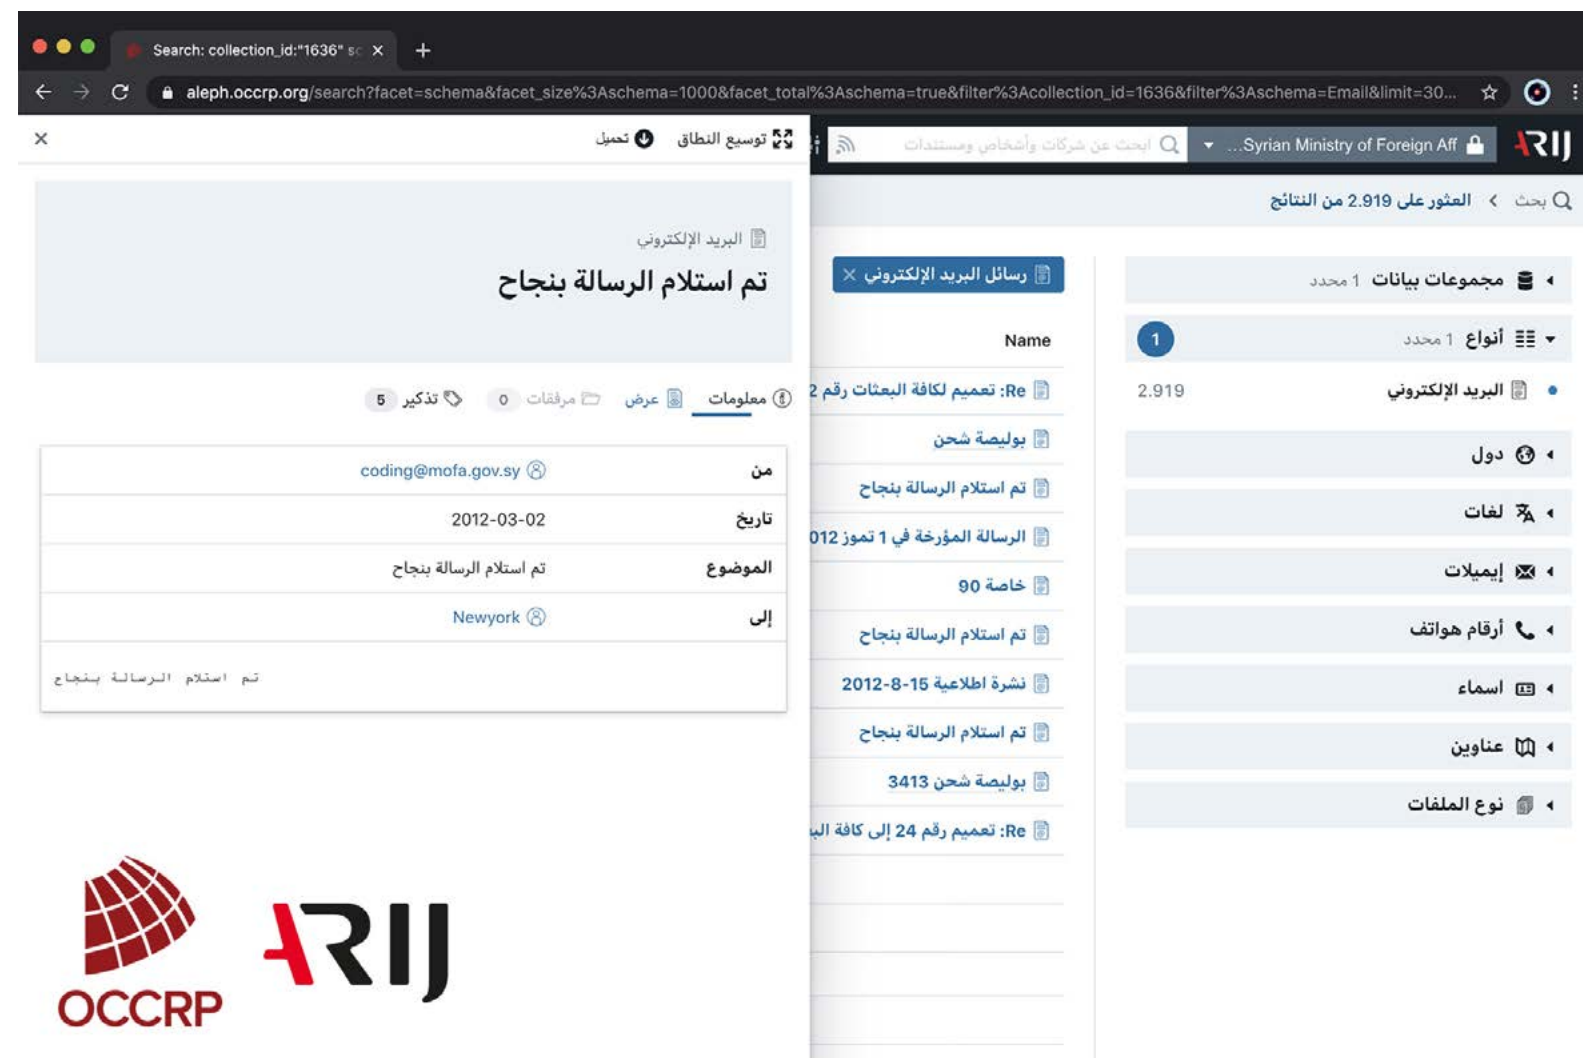 Search: collection_id:"1636" sc
aleph.occrp.org/search?facet=schema&facet_size%3Aschema=1000&facet_total%3Aschema=true&filter%3Acollection_id=1636&filter%3Aschema=Email&limit=30...
ARIJ
Syrian Ministry of Foreign Aff...
ابحث عن شركات وأشخاص ومستندات
توسيع النطاق
تحميل
بحث
العثور على 2.919 من النتائج
مجموعات بيانات 1 محدد
أنواع 1 محدد
1
البريد الإلكتروني
2.919
دول
لغات
إيميلات
أرقام هواتف
اسماء
عناوين
نوع الملفات
رسائل البريد الإلكتروني
Name
Re: تعميم لكافة البعثات رقم 2
بوليصة شحن
تم استلام الرسالة بنجاح
الرسالة المؤرخة في 1 تموز 012
خاصة 90
تم استلام الرسالة بنجاح
نشرة اطلاعية 15-8-2012
تم استلام الرسالة بنجاح
بوليصة شحن 3413
Re: تعميم رقم 24 إلى كافة الب
البريد الإلكتروني
تم استلام الرسالة بنجاح
معلومات
عرض
مرفقات 0
تذكير 5
من
coding@mofa.gov.sy
تاريخ
2012-03-02
الموضوع
تم استلام الرسالة بنجاح
إلى
Newyork
تم استلام الرسالة بنجاح
OCCRP
ARIJ